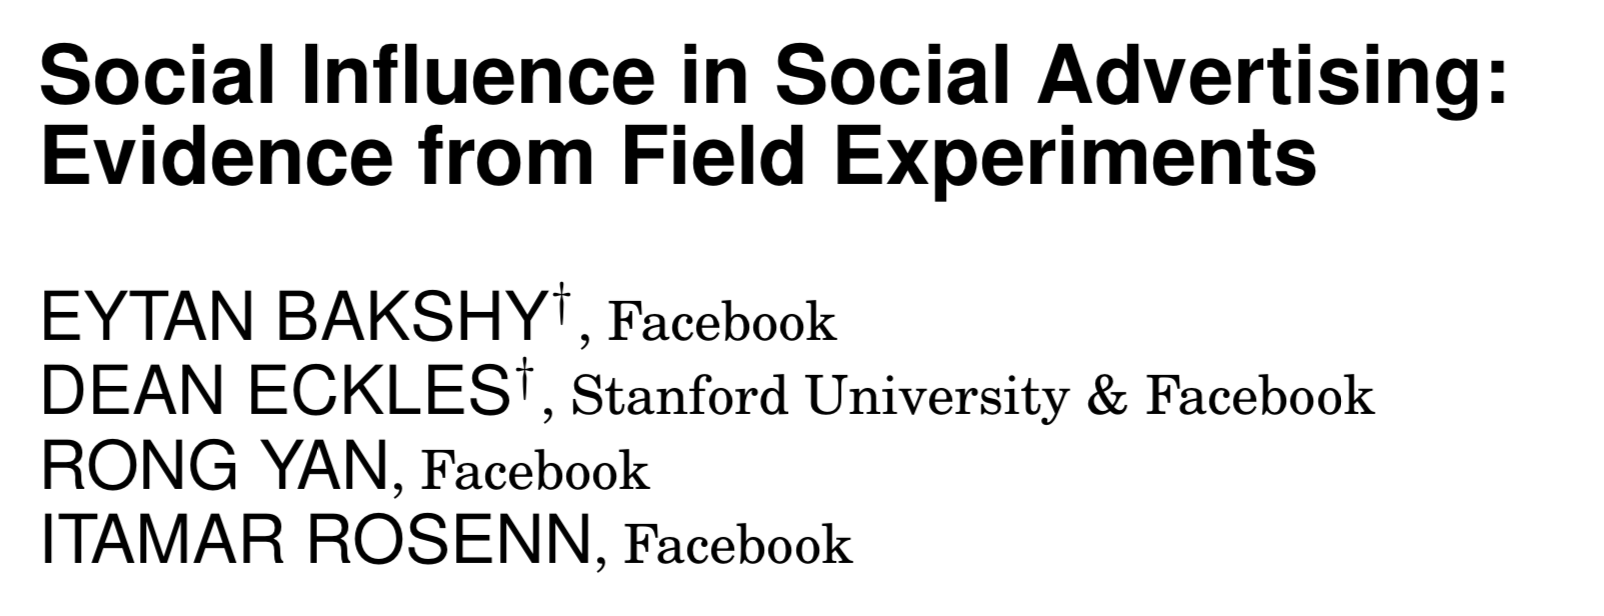 Social Influence in Social Advertising:
Evidence from Field Experiments
EYTAN BAKSHY†, Facebook
DEAN ECKLES†, Stanford University & Facebook
RONG YAN, Facebook
ITAMAR ROSENN, Facebook